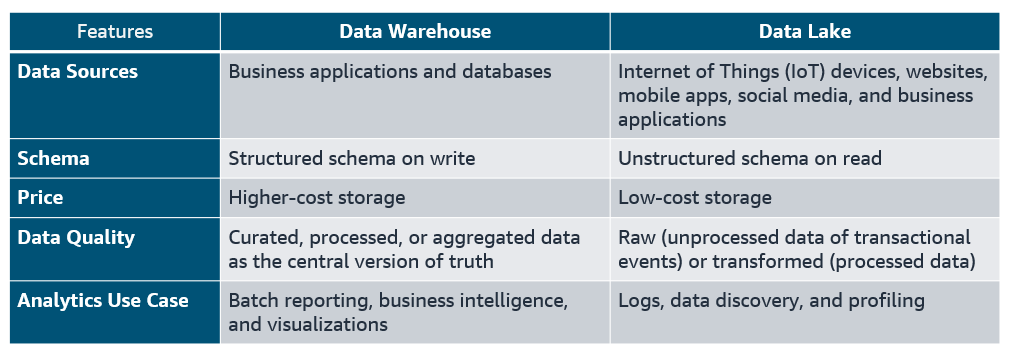 Features
Data Warehouse
Data Lake
Data Sources
Business applications and databases
Internet of Things (IoT) devices, websites,
mobile apps, social media, and business
applications
Schema
Structured schema on write
Unstructured schema on read
Price
Higher-cost storage
Low-cost storage
Data Quality
Curated, processed, or aggregated data
as the central version of truth
Raw (unprocessed data of transactional
events) or transformed (processed data)
Analytics Use Case
Batch reporting, business intelligence,
and visualizations
Logs, data discovery, and profiling